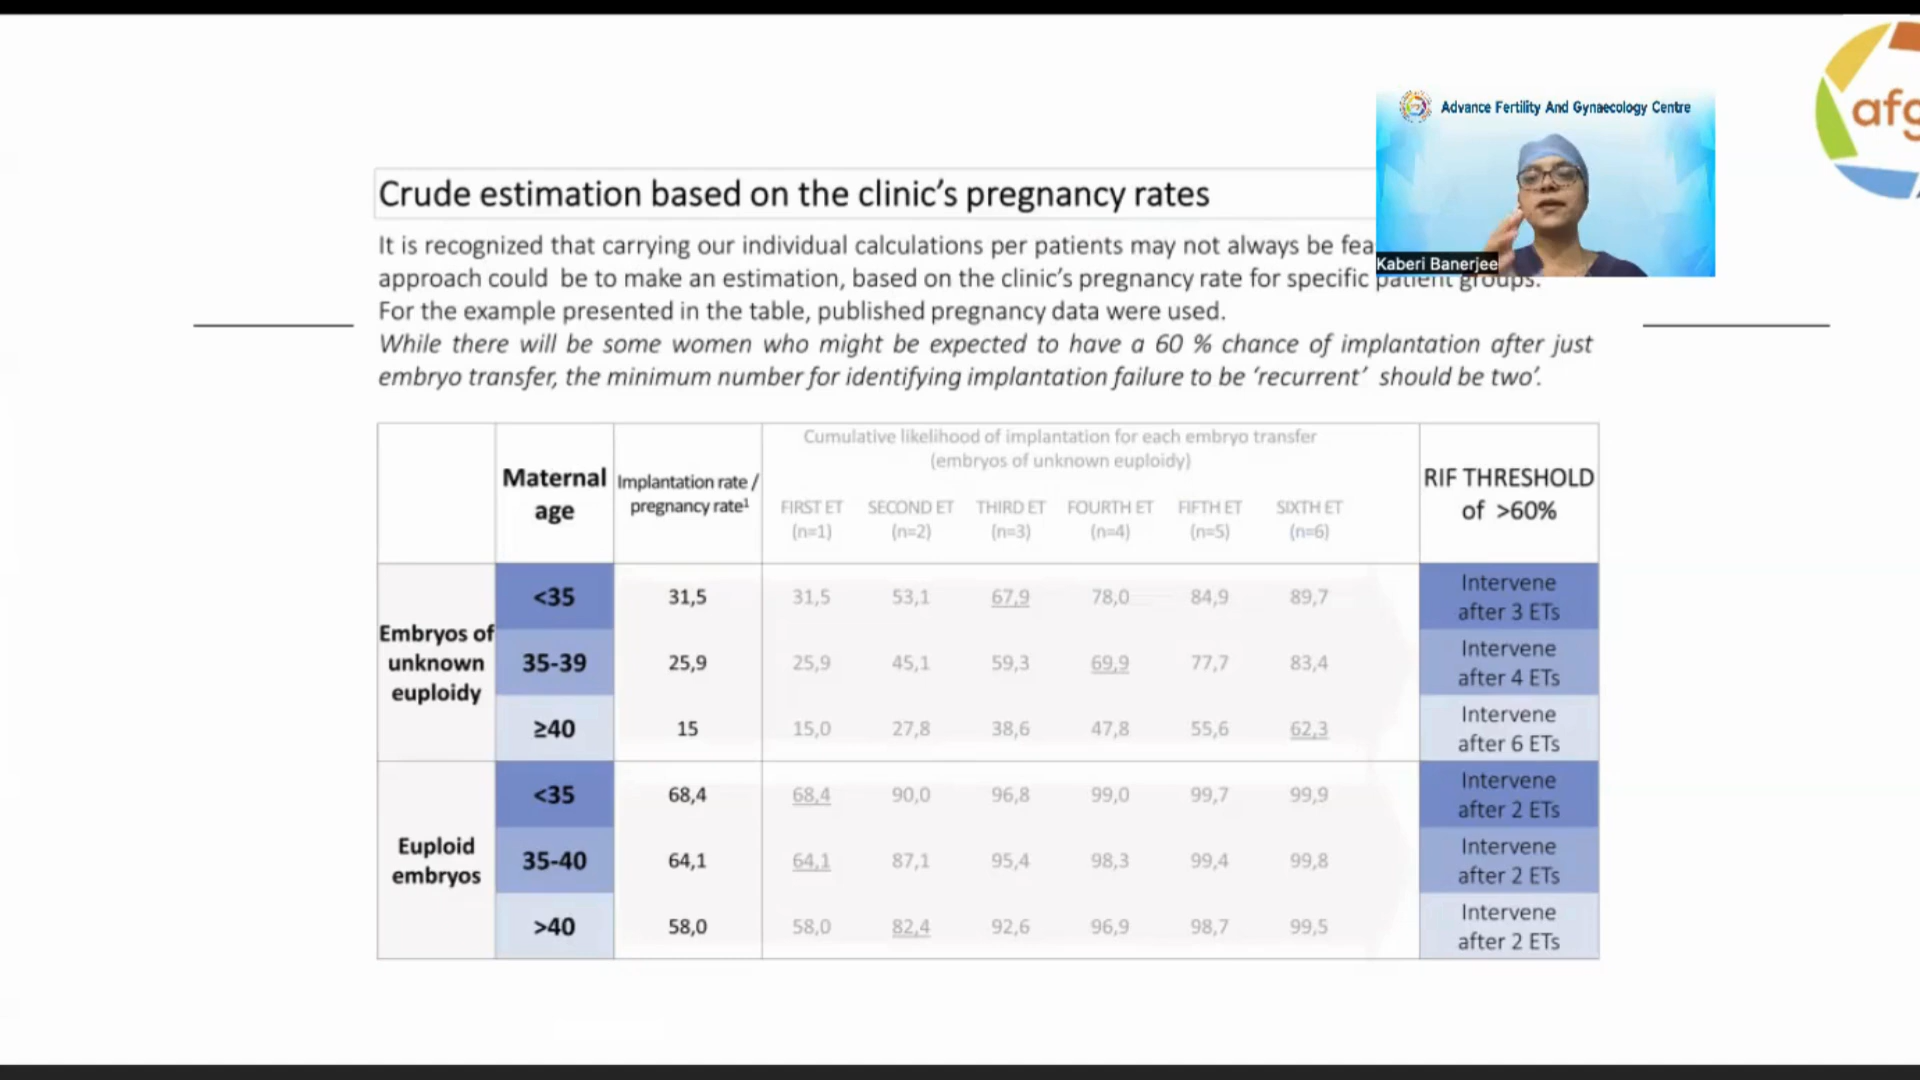 afg
Advance Fertility And Gynaecology Centre
Kaberi Banerjee
Crude estimation based on the clinic's pregnancy rates
It is recognized that carrying our individual calculations per patients may not always be fea
approach could be to make an estimation, based on the clinic's pregnancy rate for specific patient groups.
For the example presented in the table, published pregnancy data were used.
While there will be some women who might be expected to have a 60 % chance of implantation after just
embryo transfer, the minimum number for identifying implantation failure to be 'recurrent' should be two'.
Maternal age
Implantation rate / pregnancy rate¹
Cumulative likelihood of implantation for each embryo transfer
(embryos of unknown euploidy)
FIRST ET (n=1) SECOND ET (n=2) THIRD ET (n=3) FOURTH ET (n=4) FIFTH ET (n=5) SIXTH ET (n=6)
RIF THRESHOLD of >60%
Embryos of unknown euploidy
<35 31,5 31,5 53,1 67,9 78,0 84,9 89,7 Intervene after 3 ETs
35-39 25,9 25,9 45,1 59,3 69,9 77,7 83,4 Intervene after 4 ETs
≥40 15 15,0 27,8 38,6 47,8 55,6 62,3 Intervene after 6 ETs
Euploid embryos
<35 68,4 68,4 90,0 96,8 99,0 99,7 99,9 Intervene after 2 ETs
35-40 64,1 64,1 87,1 95,4 98,3 99,4 99,8 Intervene after 2 ETs
>40 58,0 58,0 82,4 92,6 96,9 98,7 99,5 Intervene after 2 ETs